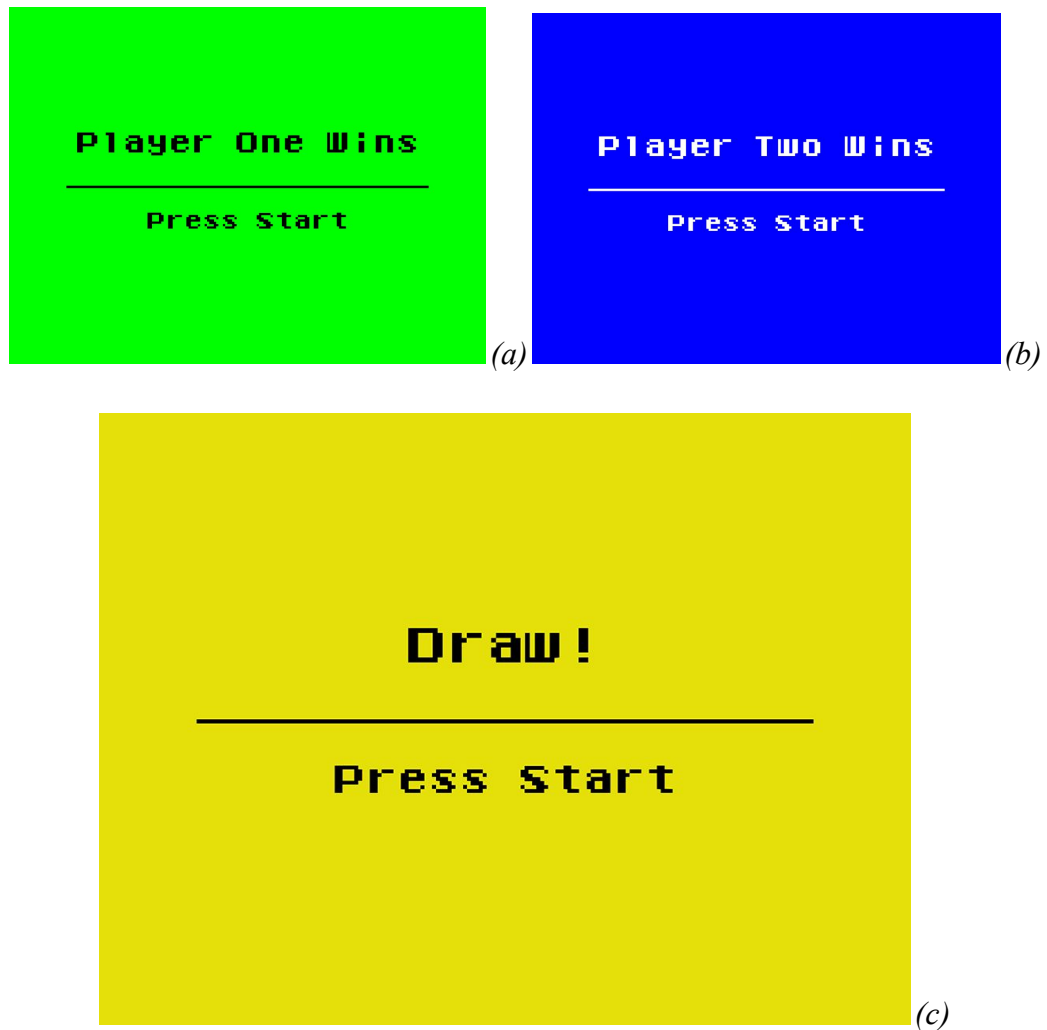 Player One Wins
Press Start
(a)
Player Two Wins
Press Start
(b)
Draw!
Press Start
(c)